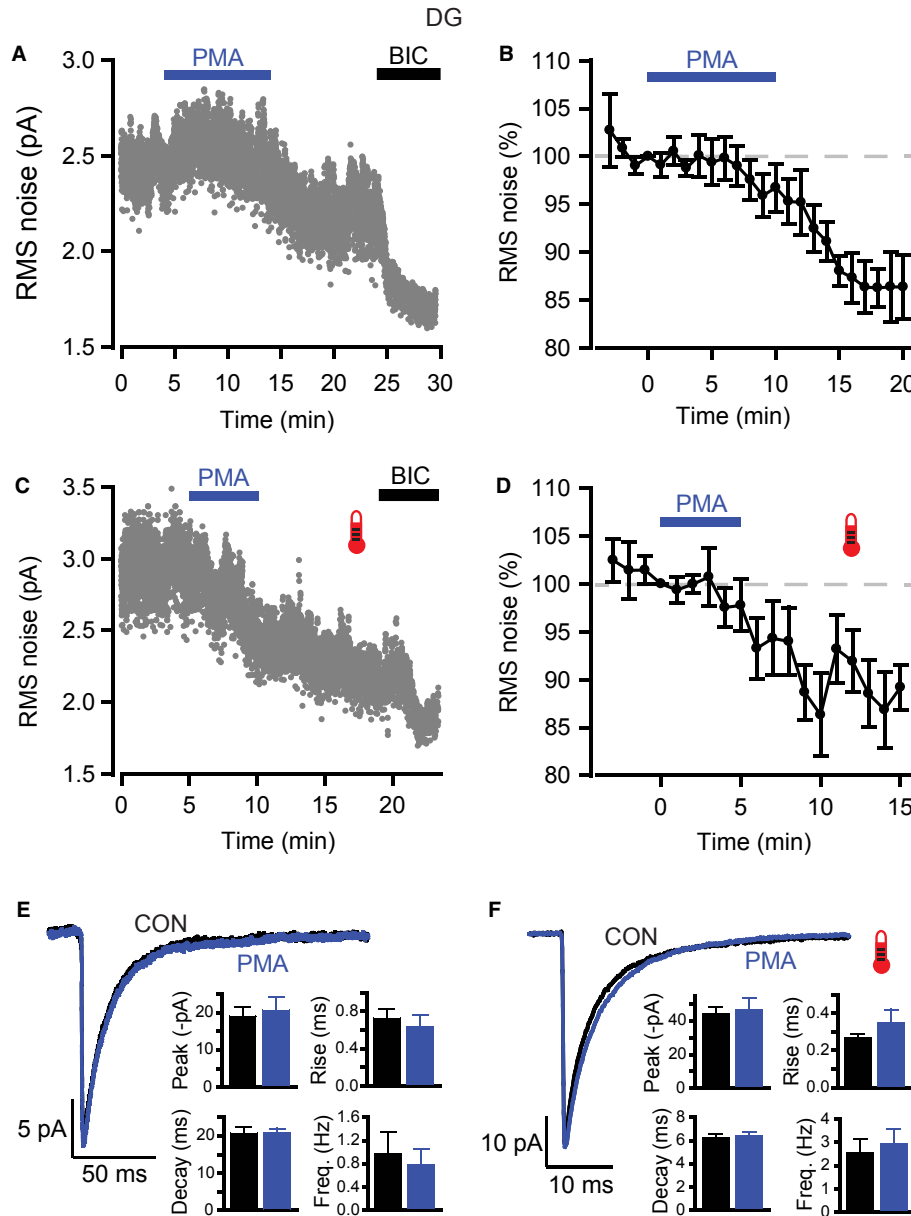 DG
A
PMA
BIC
RMS noise (pA)
3.0
2.5
2.0
1.5
0 5 10 15 20 25 30
Time (min)
B
PMA
RMS noise (%)
110
105
100
95
90
85
80
0 5 10 15 20
Time (min)
C
PMA
BIC
RMS noise (pA)
3.5
3.0
2.5
2.0
1.5
0 5 10 15 20
Time (min)
D
PMA
RMS noise (%)
110
105
100
95
90
85
80
0 5 10 15
Time (min)
E
CON
PMA
5 pA
50 ms
Peak (-pA)
20
10
0
Rise (ms)
0.8
0.4
0.0
Decay (ms)
20
10
0
Freq. (Hz)
1.6
1.2
0.8
0.4
0.0
F
CON
PMA
10 pA
10 ms
Peak (-pA)
40
20
0
Rise (ms)
0.6
0.4
0.2
0.0
Decay (ms)
8
6
4
2
0
Freq. (Hz)
4
3
2
1
0